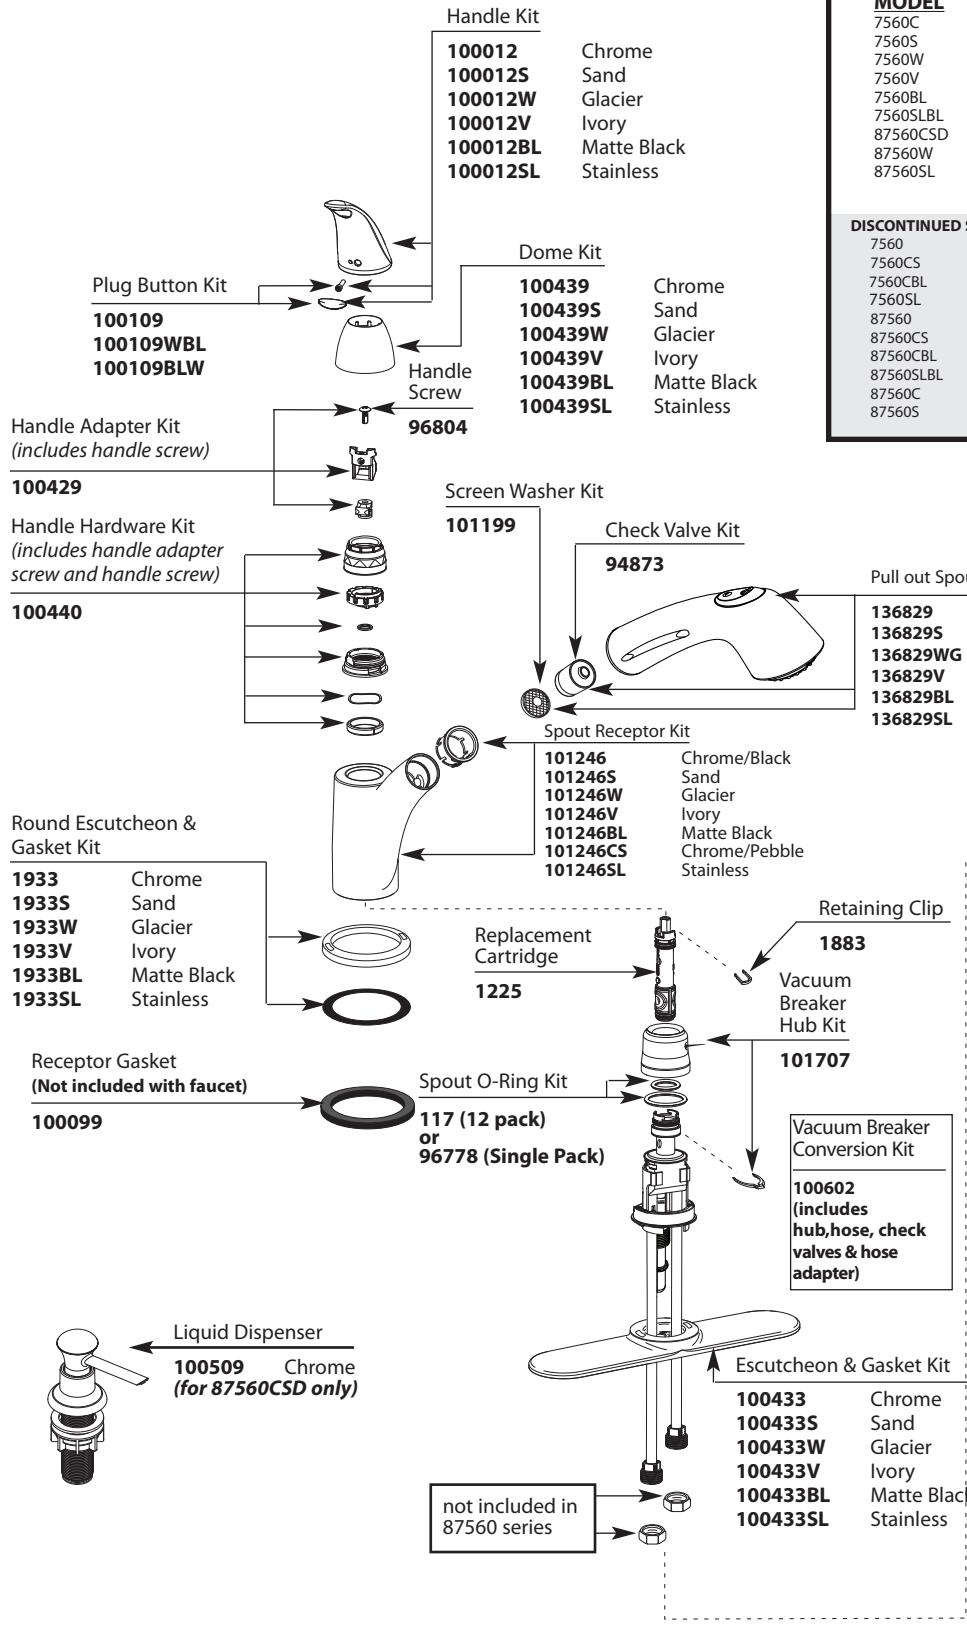 Handle Kit
100012 Chrome
100012S Sand
100012W Glacier
100012V Ivory
100012BL Matte Black
100012SL Stainless
MODEL
7560C
7560S
7560W
7560V
7560BL
7560SLBL
87560CSD
87560W
87560SL
DISCONTINUED S
7560
7560CS
7560CBL
7560SL
87560
87560CS
87560CBL
87560SLBL
87560C
87560S
Plug Button Kit
100109
100109WBL
100109BLW
Dome Kit
100439 Chrome
100439S Sand
100439W Glacier
100439V Ivory
100439BL Matte Black
100439SL Stainless
Handle
Screw
96804
Handle Adapter Kit
(includes handle screw)
100429
Handle Hardware Kit
(includes handle adapter
screw and handle screw)
100440
Screen Washer Kit
101199
Check Valve Kit
94873
Pull out Spou
136829
136829S
136829WG
136829V
136829BL
136829SL
Spout Receptor Kit
101246 Chrome/Black
101246S Sand
101246W Glacier
101246V Ivory
101246BL Matte Black
101246CS Chrome/Pebble
101246SL Stainless
Round Escutcheon &
Gasket Kit
1933 Chrome
1933S Sand
1933W Glacier
1933V Ivory
1933BL Matte Black
1933SL Stainless
Replacement
Cartridge
1225
Retaining Clip
1883
Vacuum
Breaker
Hub Kit
101707
Receptor Gasket
(Not included with faucet)
100099
Spout O-Ring Kit
117 (12 pack)
or
96778 (Single Pack)
Vacuum Breaker
Conversion Kit
100602
(includes
hub,hose, check
valves & hose
adapter)
Liquid Dispenser
100509 Chrome
(for 87560CSD only)
Escutcheon & Gasket Kit
100433 Chrome
100433S Sand
100433W Glacier
100433V Ivory
100433BL Matte Black
100433SL Stainless
not included in
87560 series